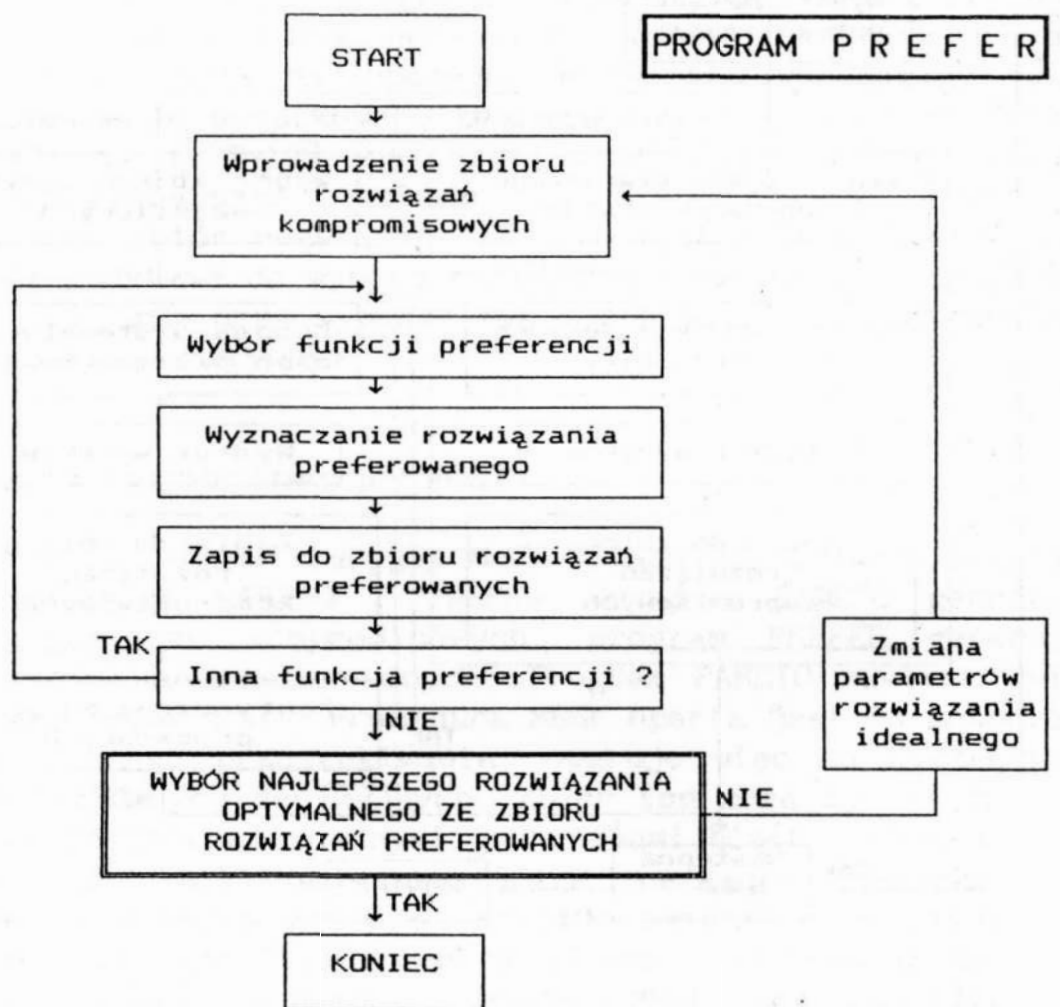 START
PROGRAM P R E F E R
Wprowadzenie zbioru
rozwiązań
kompromisowych
Wybór funkcji preferencji
Wyznaczanie rozwiązania
preferowanego
Zapis do zbioru rozwiązań
preferowanych
TAK
Inna funkcja preferencji ?
NIE
Zmiana
parametrów
rozwiązania
idealnego
WYBÓR NAJLEPSZEGO ROZWIĄZANIA
OPTYMALNEGO ZE ZBIORU
ROZWIĄZAŃ PREFEROWANYCH
NIE
TAK
KONIEC